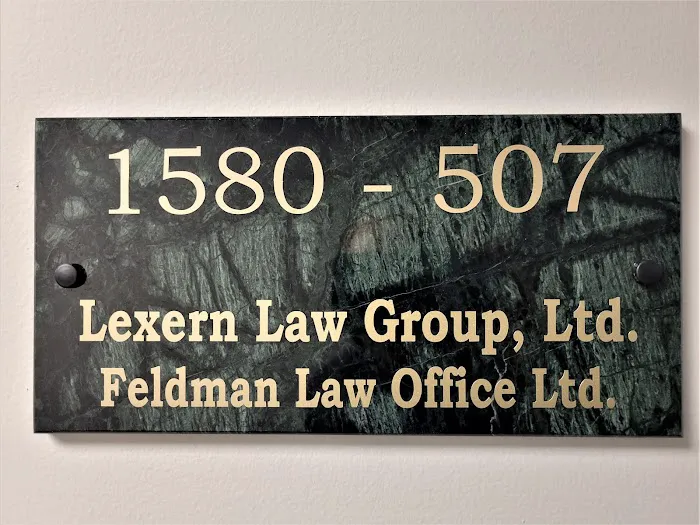 1580 - 507
Lexern Law Group, Ltd.
Feldman Law Office Ltd.